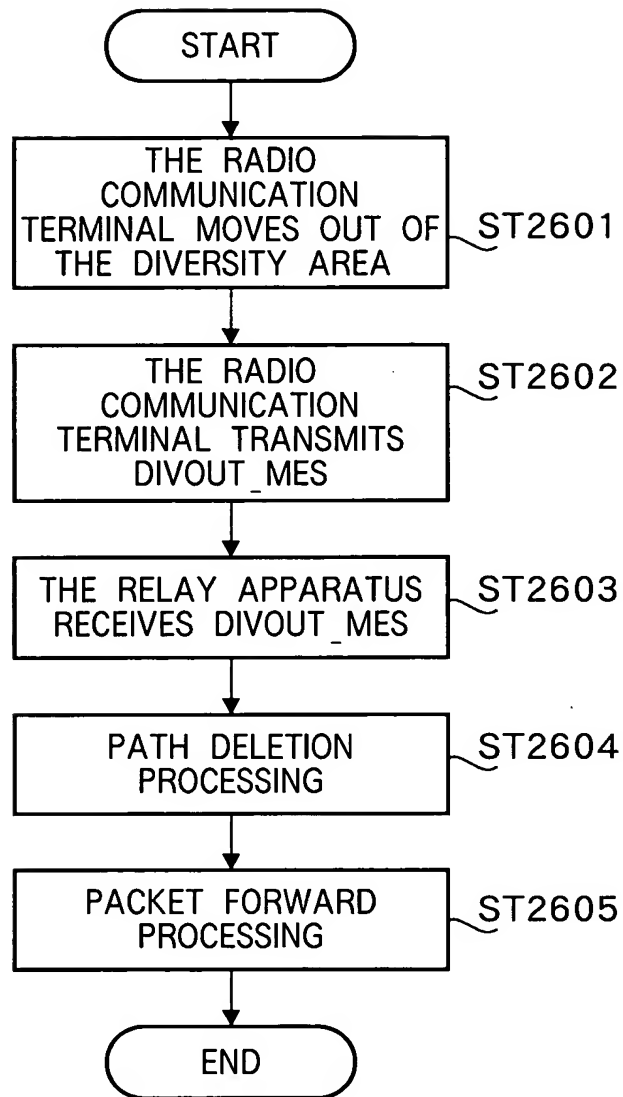 START
THE RADIO
COMMUNICATION
TERMINAL MOVES OUT OF
THE DIVERSITY AREA
ST2601
THE RADIO
COMMUNICATION
TERMINAL TRANSMITS
DIVOUT_MES
ST2602
THE RELAY APPARATUS
RECEIVES DIVOUT_MES
ST2603
PATH DELETION
PROCESSING
ST2604
PACKET FORWARD
PROCESSING
ST2605
END